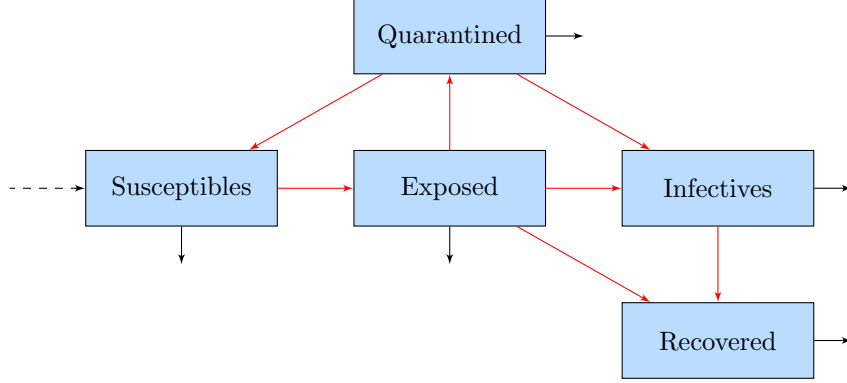 Quarantined
Susceptibles
Exposed
Infectives
Recovered